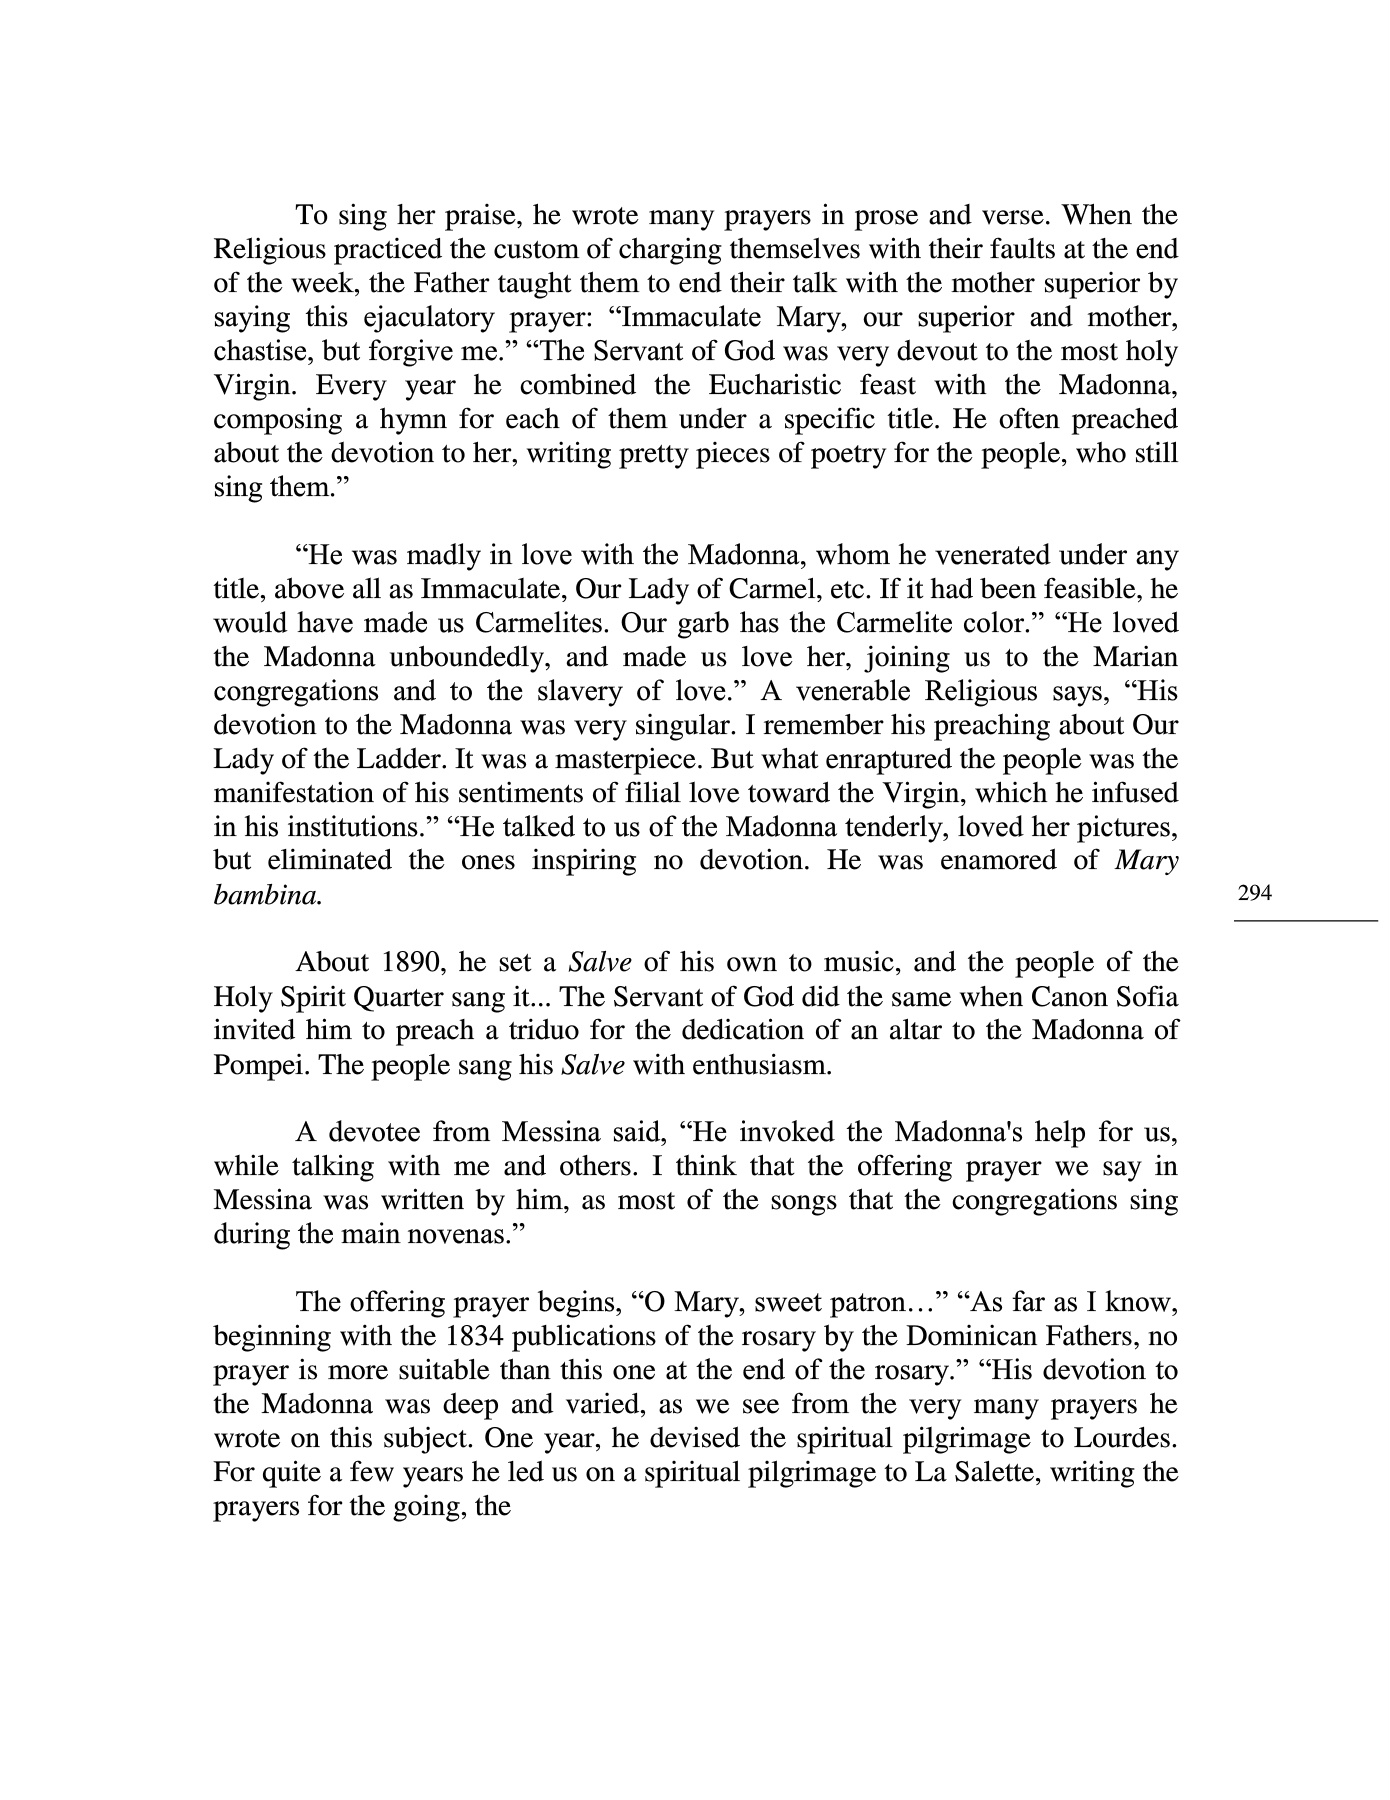 To sing her praise, he wrote many prayers in prose and verse. When the
Religious practiced the custom of charging themselves with their faults at the end
of the week, the Father taught them to end their talk with the mother superior by
saying this ejaculatory prayer: “Immaculate Mary, our superior and mother,
chastise, but forgive me.” “The Servant of God was very devout to the most holy
Virgin. Every year he combined the Eucharistic feast with the Madonna,
composing a hymn for each of them under a specific title. He often preached
about the devotion to her, writing pretty pieces of poetry for the people, who still
sing them.”
“He was madly in love with the Madonna, whom he venerated under any
title, above all as Immaculate, Our Lady of Carmel, etc. If it had been feasible, he
would have made us Carmelites. Our garb has the Carmelite color.” “He loved
the Madonna unboundedly, and made us love her, joining us to the Marian
congregations and to the slavery of love.” A venerable Religious says, “His
devotion to the Madonna was very singular. I remember his preaching about Our
Lady of the Ladder. It was a masterpiece. But what enraptured the people was the
manifestation of his sentiments of filial love toward the Virgin, which he infused
in his institutions.” “He talked to us of the Madonna tenderly, loved her pictures,
but eliminated the ones inspiring no devotion. He was enamored of Mary
bambina.
294
About 1890, he set a Salve of his own to music, and the people of the
Holy Spirit Quarter sang it... The Servant of God did the same when Canon Sofia
invited him to preach a triduo for the dedication of an altar to the Madonna of
Pompei. The people sang his Salve with enthusiasm.
A devotee from Messina said, “He invoked the Madonna's help for us,
while talking with me and others. I think that the offering prayer we say in
Messina was written by him, as most of the songs that the congregations sing
during the main novenas.”
The offering prayer begins, “O Mary, sweet patron…” “As far as I know,
beginning with the 1834 publications of the rosary by the Dominican Fathers, no
prayer is more suitable than this one at the end of the rosary.” “His devotion to
the Madonna was deep and varied, as we see from the very many prayers he
wrote on this subject. One year, he devised the spiritual pilgrimage to Lourdes.
For quite a few years he led us on a spiritual pilgrimage to La Salette, writing the
prayers for the going, the